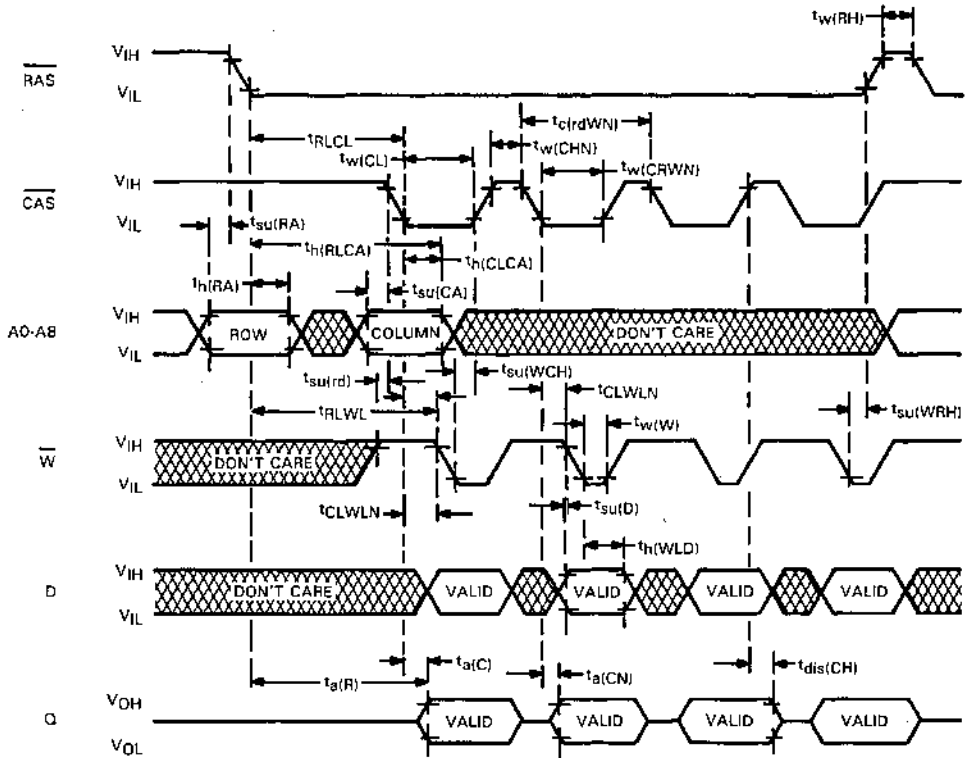 tw(RH)
VIH
RAS
VIL
tc(rdWN)
tRLCL
tw(CHN)
tw(CL)
tw(CRWN)
VIH
CAS
VIL
tsu(RA)
th(RLCA)
th(CLCA)
th(RA)
tsu(CA)
VIH
A0-A8
ROW
COLUMN
DON'T CARE
VIL
tsu(rd)
tsu(WCH)
tCLWLN
tRLWL
tw(W)
tsu(WRH)
VIH
W
DON'T CARE
VIL
tCLWLN
tsu(D)
th(WLD)
VIH
D
DON'T CARE
VALID
VALID
VALID
VALID
VIL
ta(C)
ta(R)
ta(CN)
tdis(CH)
VOH
Q
VALID
VALID
VALID
VALID
VOL